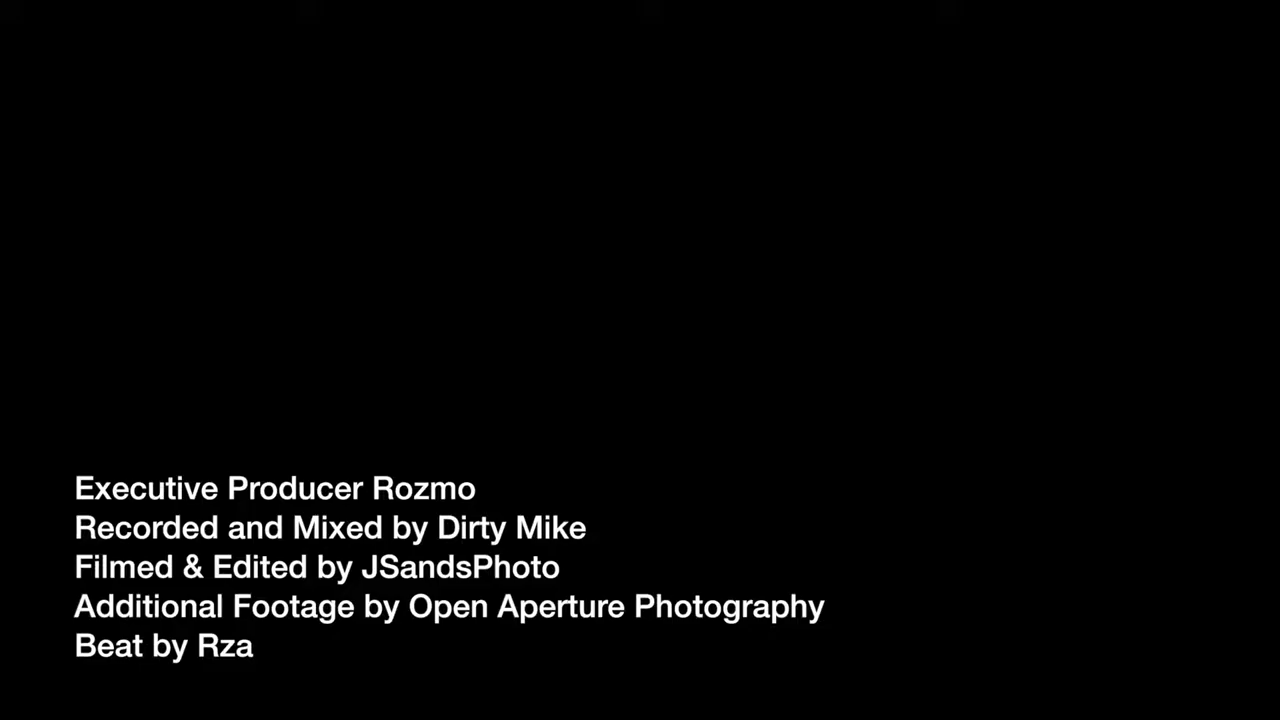 Executive Producer Rozmo
Recorded and Mixed by Dirty Mike
Filmed & Edited by JSandsPhoto
Additional Footage by Open Aperture Photography
Beat by Rza